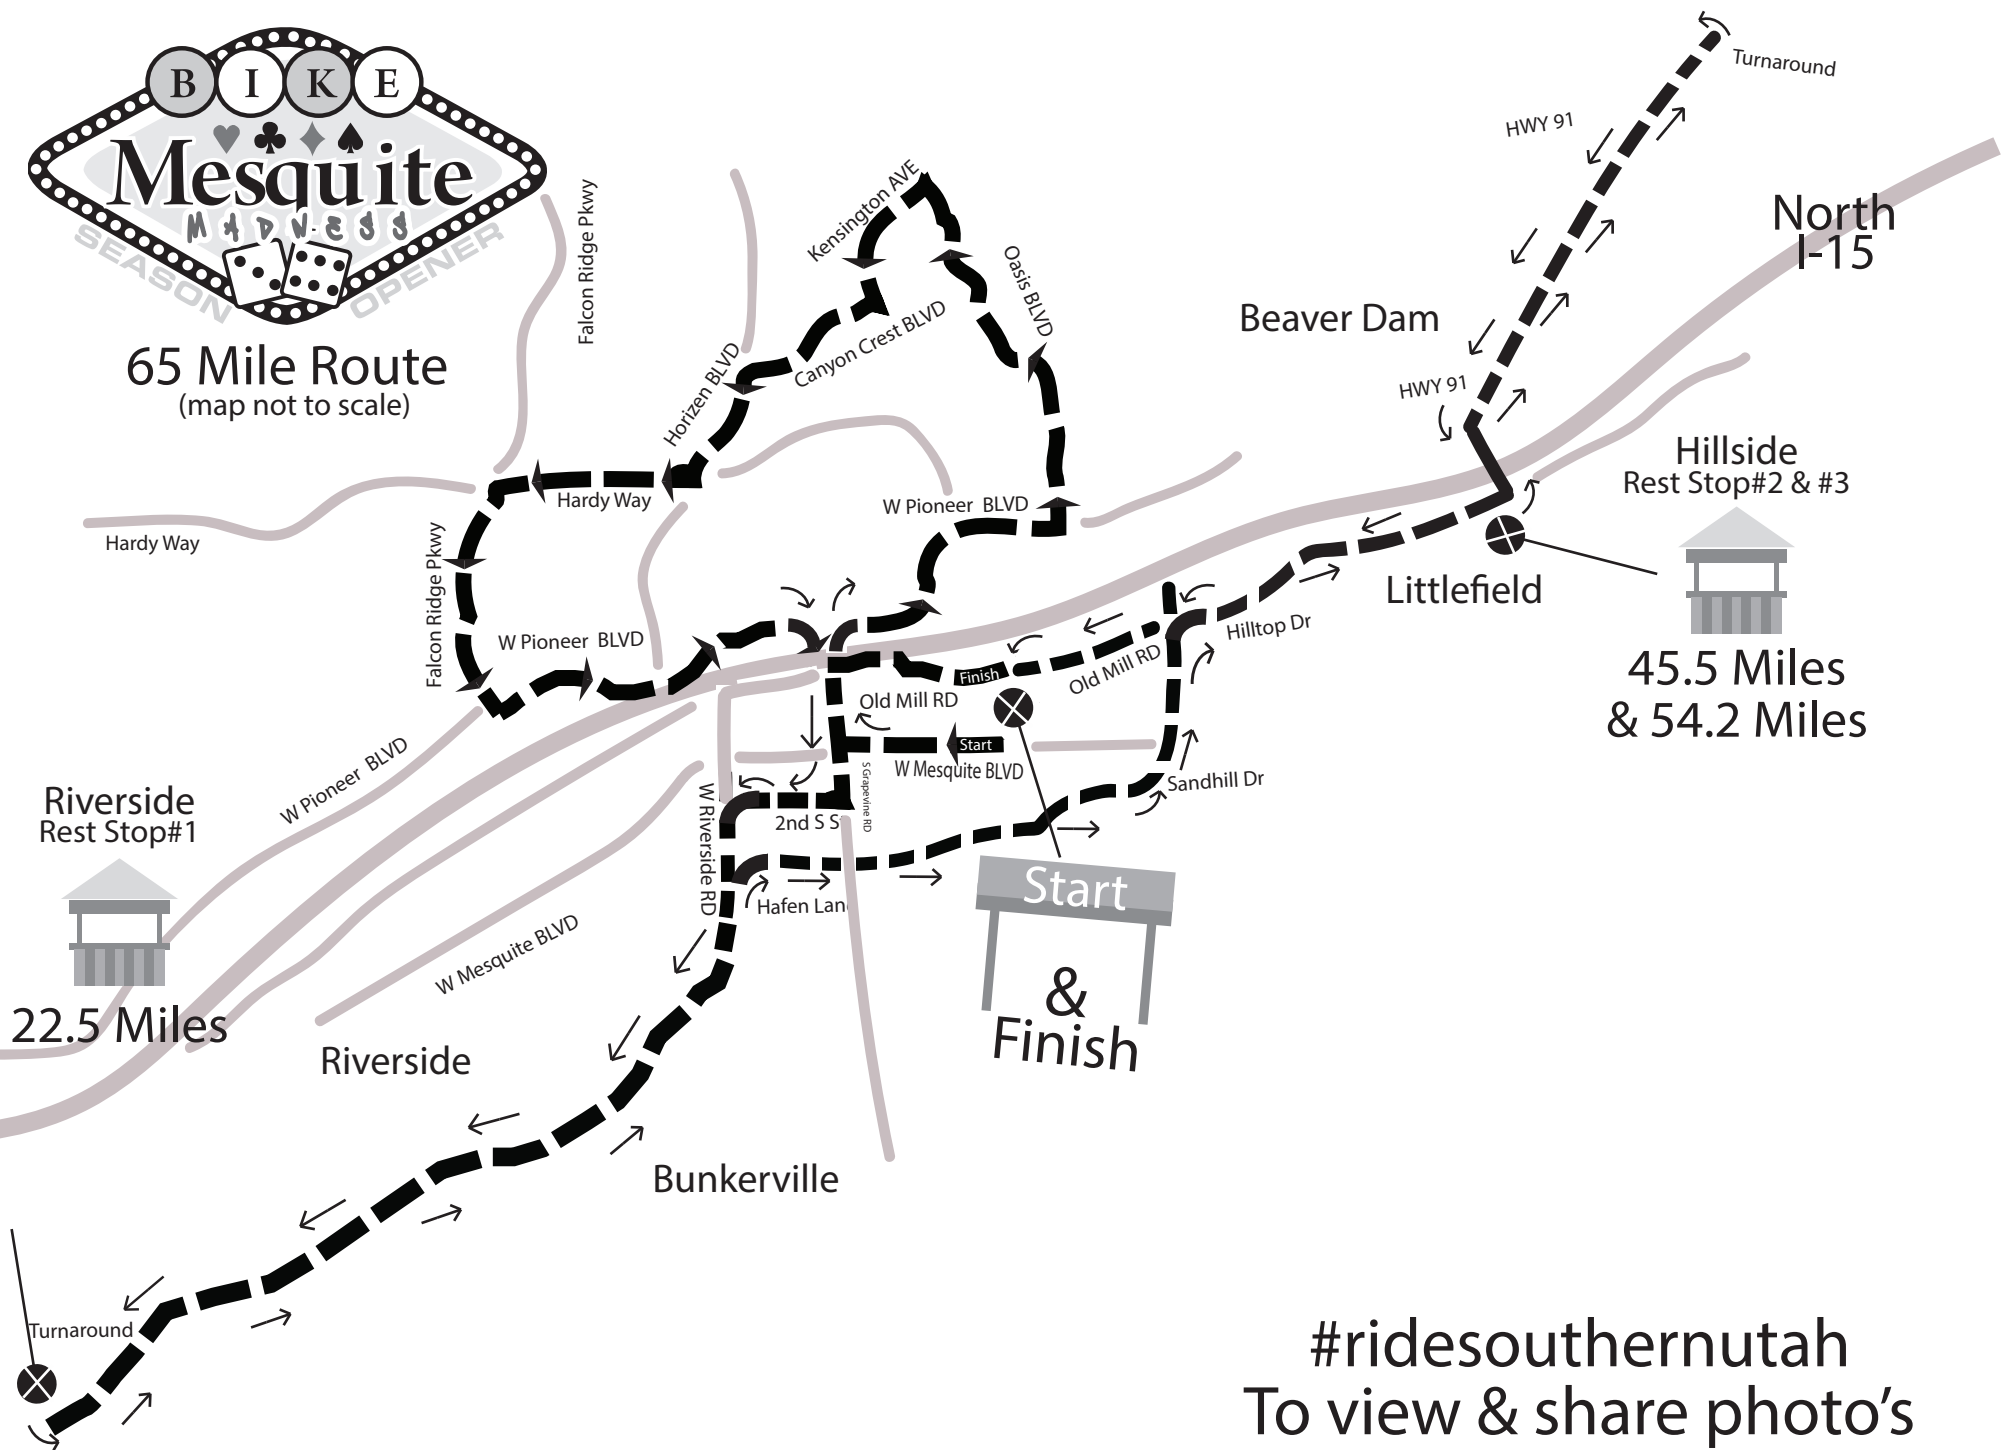 BIKE
Mesquite
MADNESS
SEASON OPENER
65 Mile Route
(map not to scale)
Turnaround
HWY 91
North
I-15
Beaver Dam
HWY 91
Hillside
Rest Stop#2 & #3
45.5 Miles
& 54.2 Miles
Littlefield
Hilltop Dr
Old Mill RD
Sandhill Dr
Falcon Ridge Pkwy
Kensington AVE
Oasis BLVD
Canyon Crest BLVD
Horizen BLVD
Hardy Way
Hardy Way
W Pioneer BLVD
Falcon Ridge Pkwy
W Pioneer BLVD
Finish
Old Mill RD
Start
W Mesquite BLVD
S Grapevine RD
2nd S S
W Riverside RD
Hafen Lan
W Pioneer BLVD
W Mesquite BLVD
Riverside
Rest Stop#1
22.5 Miles
Start
&
Finish
Riverside
Bunkerville
Turnaround
#ridesouthernutah
To view & share photo's